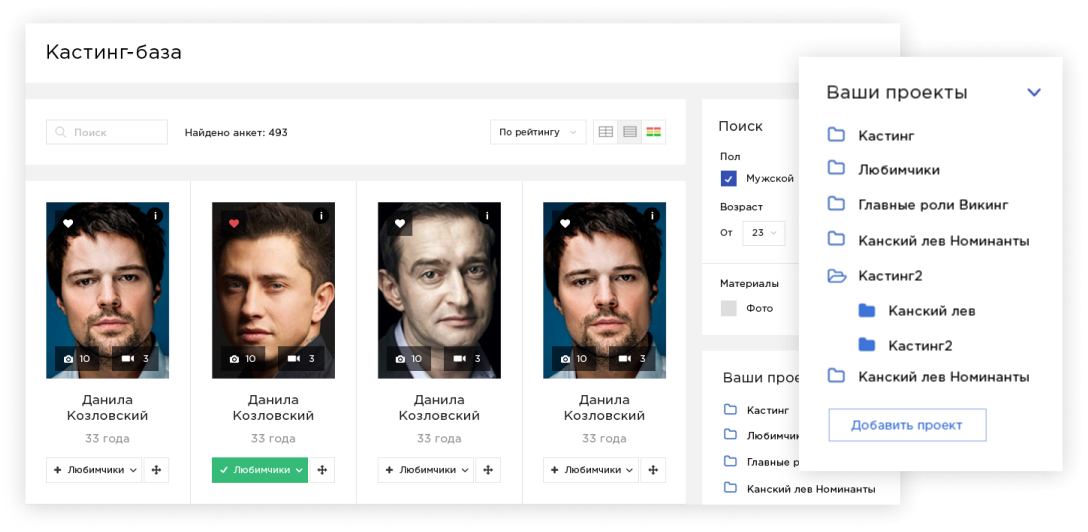 Кастинг-база
Поиск
Найдено анкет: 493
По рейтингу
i
10
3
Данила
Козловский
33 года
Любимчики
i
10
3
Данила
Козловский
33 года
Любимчики
i
10
3
Данила
Козловский
33 года
Любимчики
i
10
3
Данила
Козловский
33 года
Любимчики
Поиск
Пол
Мужской
Возраст
От
23
Материалы
Фото
Ваши прое
Кастинг
Любимчик
Главные р
Канский лев Номинанты
Ваши проекты
Кастинг
Любимчики
Главные роли Викинг
Канский лев Номинанты
Кастинг2
Канский лев
Кастинг2
Канский лев Номинанты
Добавить проект